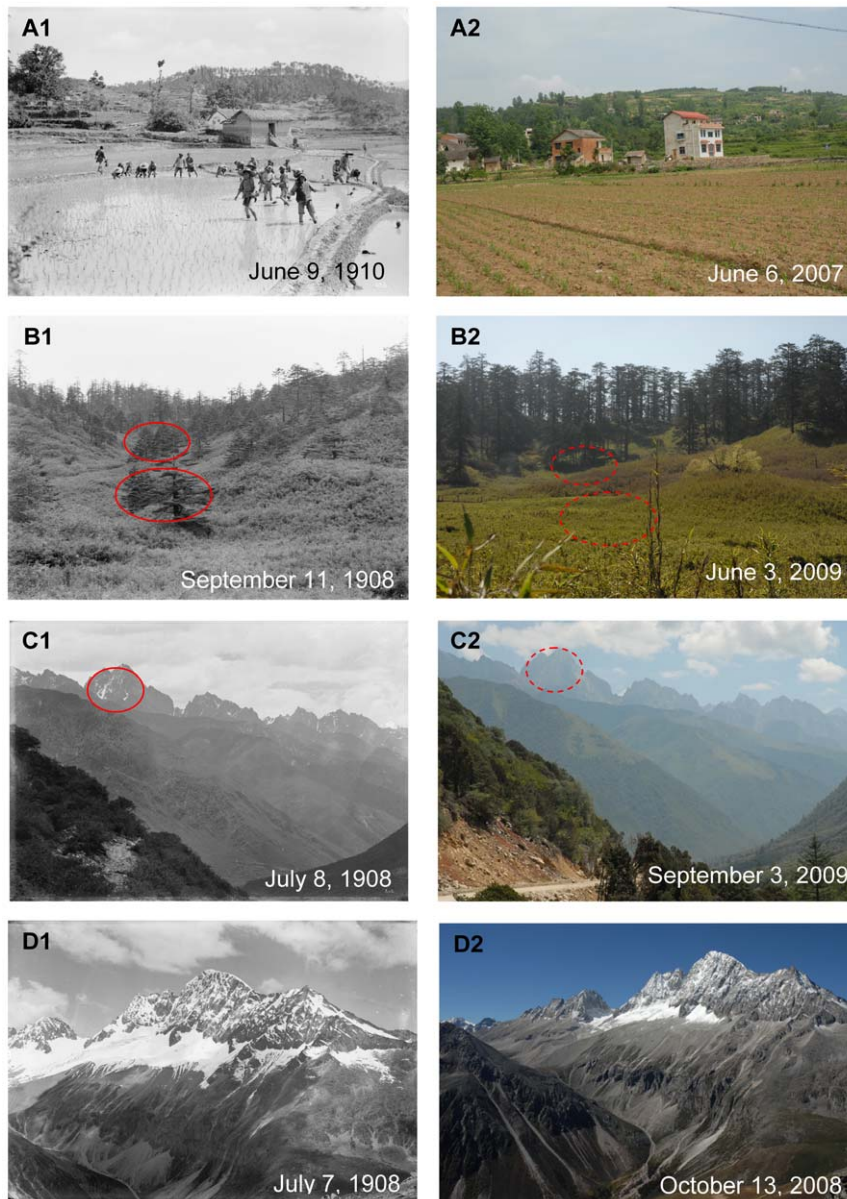 A1
A2
June 9, 1910
June 6, 2007
B1
B2
September 11, 1908
June 3, 2009
C1
C2
July 8, 1908
September 3, 2009
D1
D2
July 7, 1908
October 13, 2008